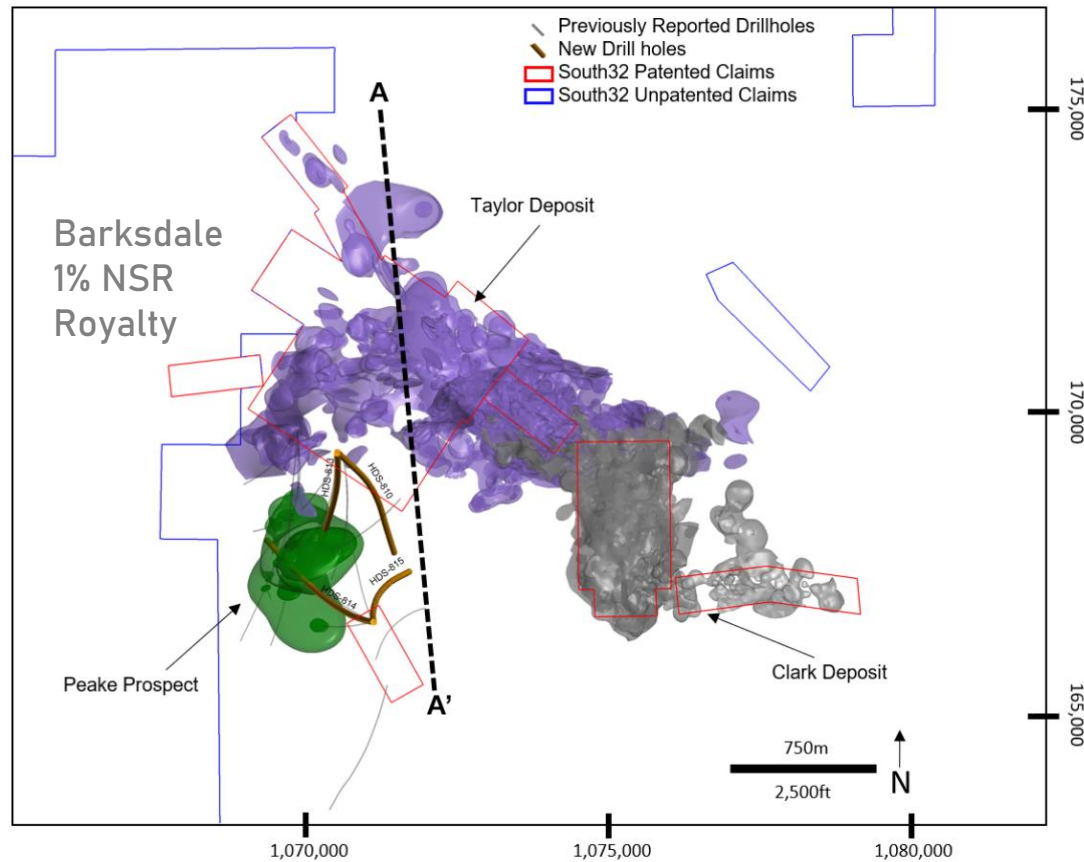 Previously Reported Drillholes
New Drill holes
South32 Patented Claims
South32 Unpatented Claims
A
175,000
Taylor Deposit
Barksdale
1% NSR
Royalty
170,000
HDS-813
HDS-810
HDS-815
HDS-814
Peake Prospect
Clark Deposit
A'
165,000
750m
2,500ft
N
1,070,000
1,075,000
1,080,000